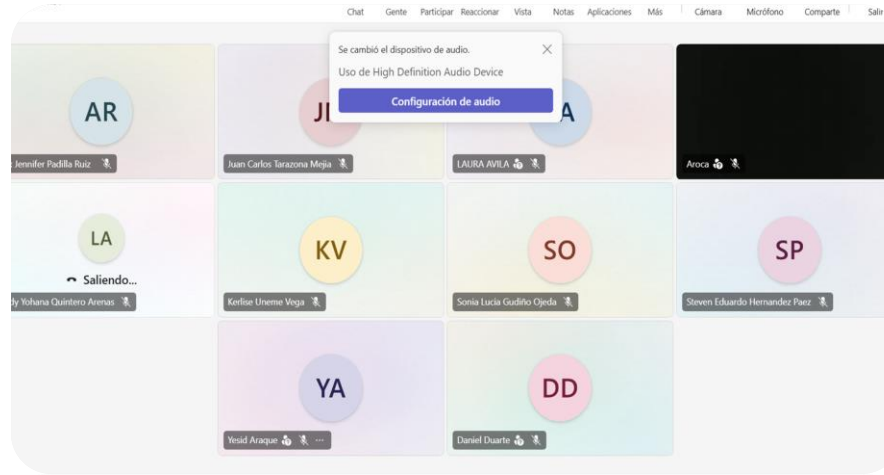 Chat Gente Participar Reaccionar Vista Notas Aplicaciones Más Cámara Micrófono Comparte Salir
Se cambió el dispositivo de audio.
Uso de High Definition Audio Device
Configuración de audio
AR
Jennifer Padilla Ruiz
Juan Carlos Tarazona Mejia
LAURA AVILA
Aroca
LA
Saliendo...
Yohana Quintero Arenas
KV
Kerlise Uneme Vega
SO
Sonia Lucía Gudiño Ojeda
SP
Steven Eduardo Hernandez Paez
YA
Yesid Araque
DD
Daniel Duarte